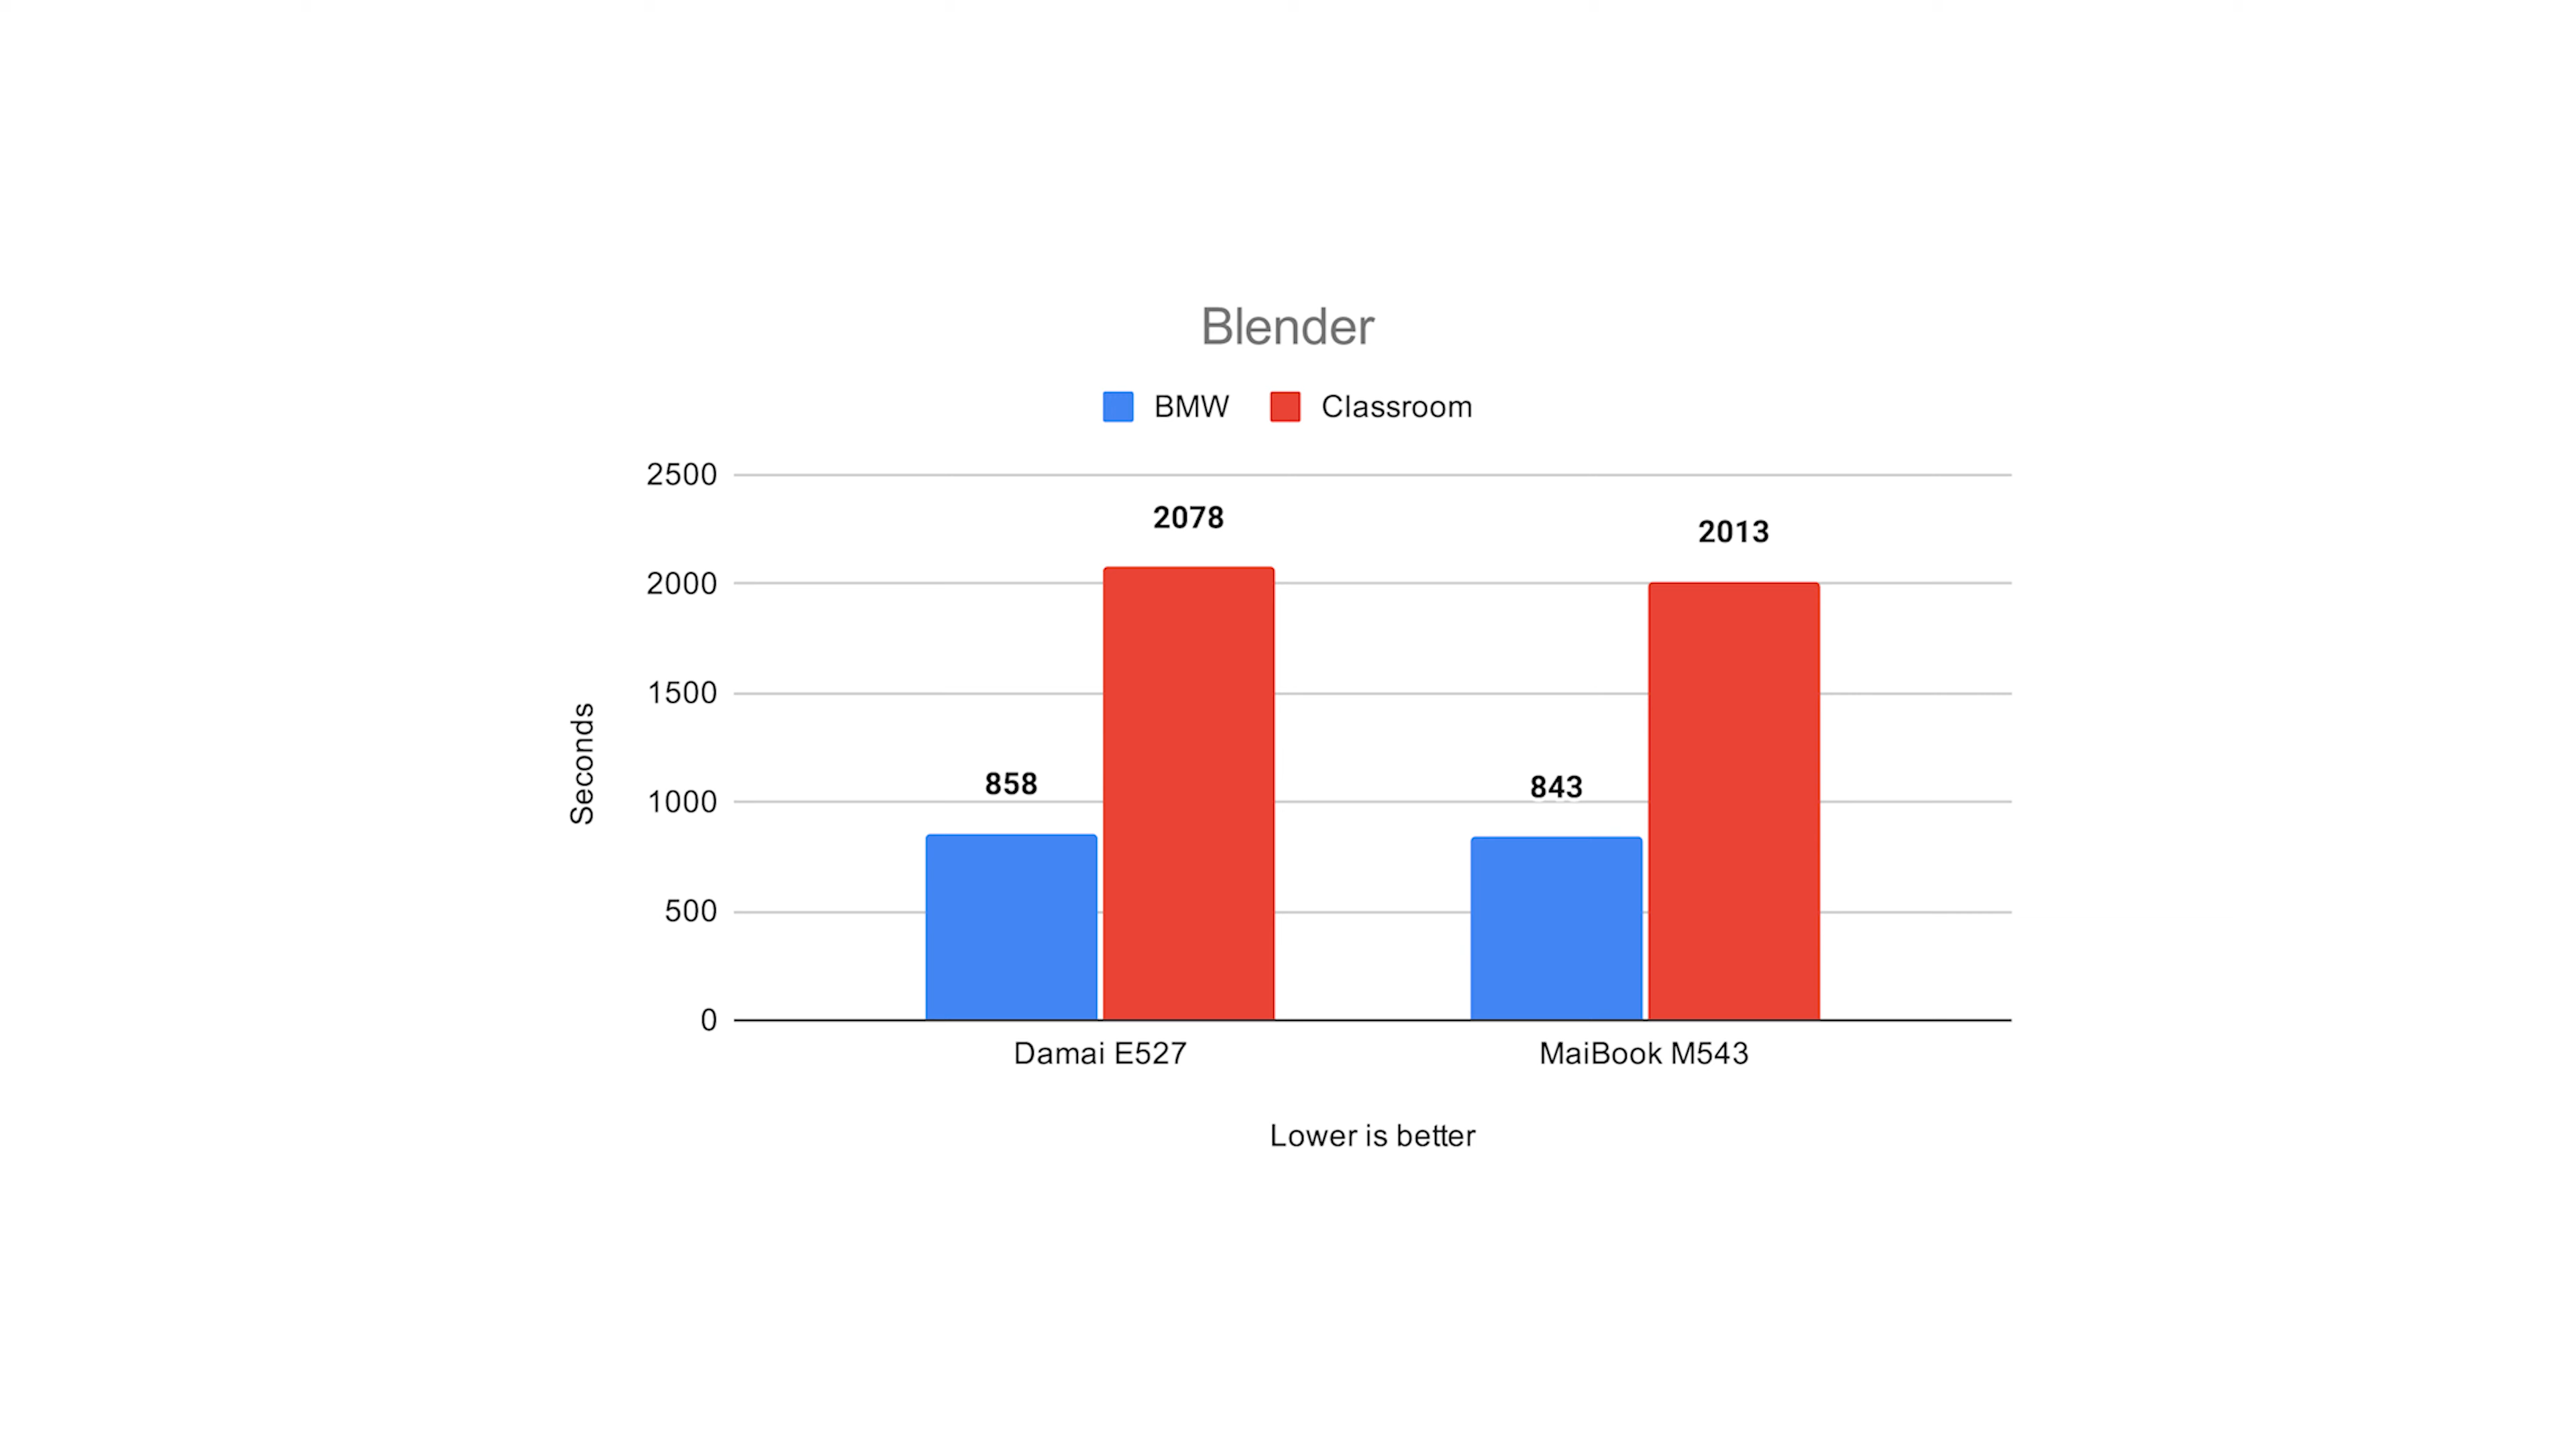 Blender
BMW Classroom
2500
2078
2013
2000
1500
858
843
1000
500
0
Seconds
Damai E527 MaiBook M543
Lower is better